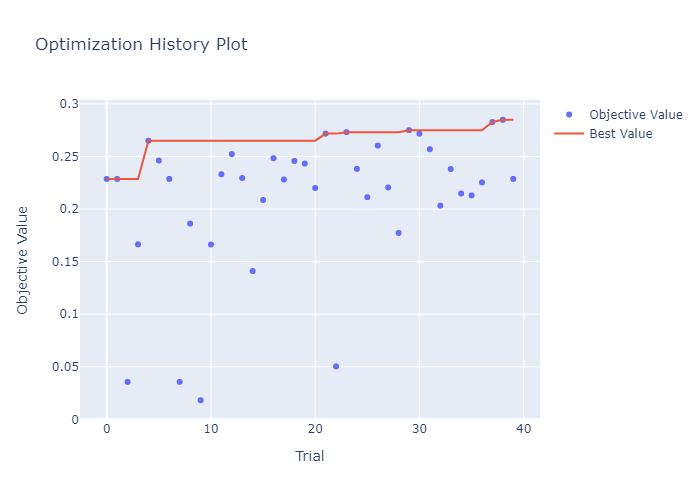 Optimization History Plot
Objective Value
Best Value
0.3
0.25
0.2
0.15
0.1
0.05
0
Objective Value
0 10 20 30 40
Trial